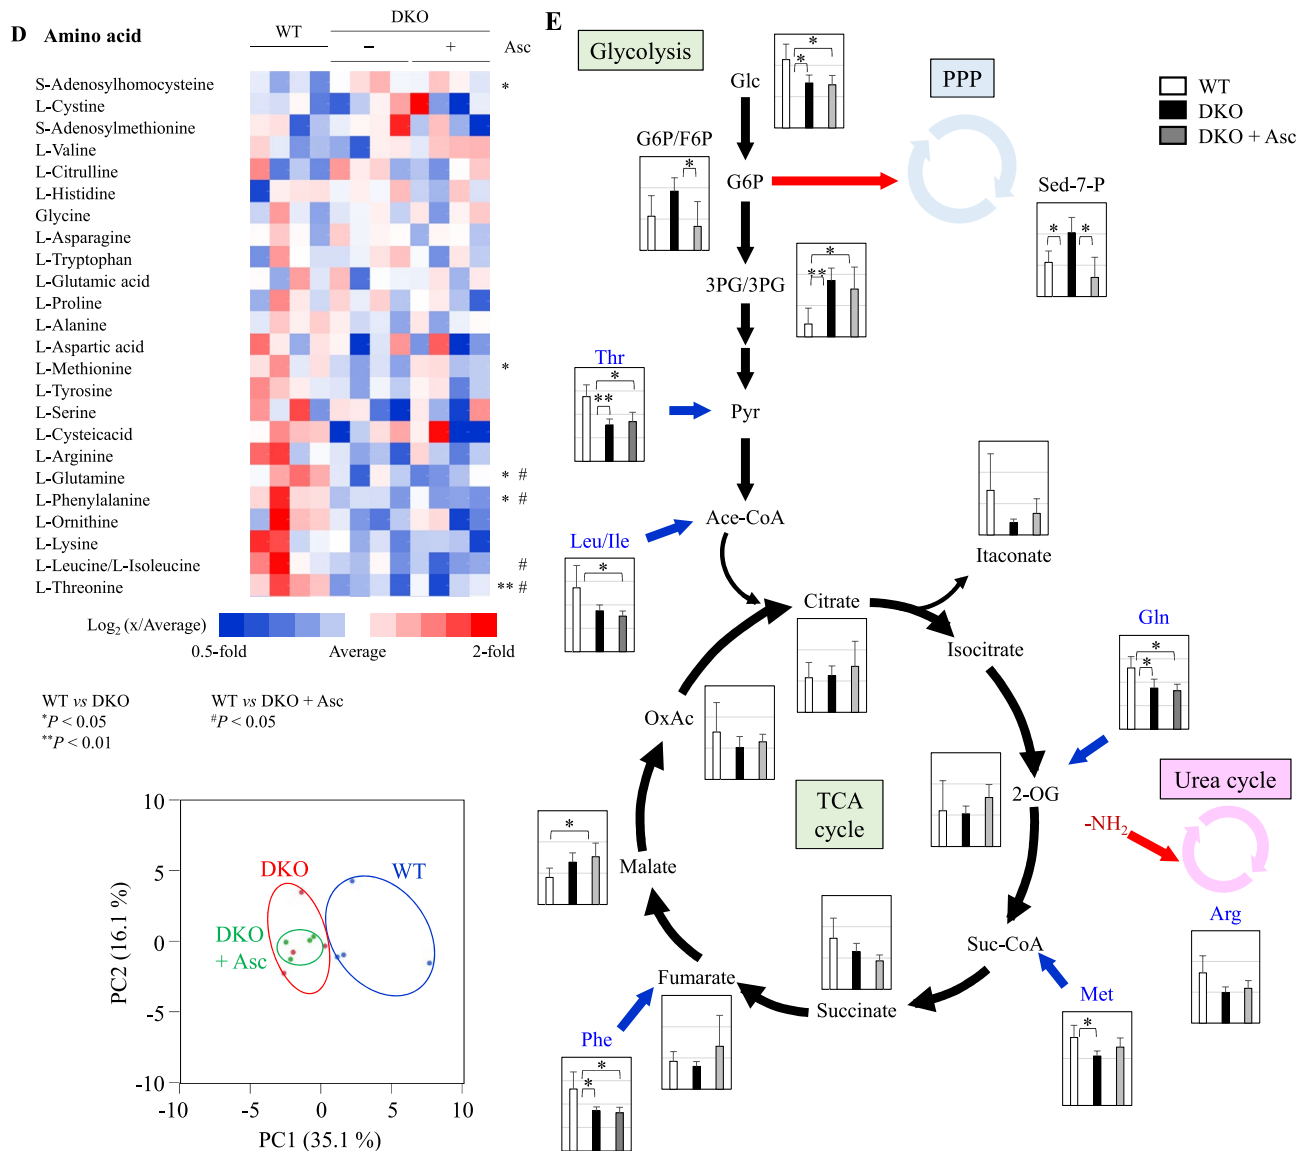 D Amino acid
WT
DKO
−
+
Asc
S-Adenosylhomocysteine *
L-Cystine
S-Adenosylmethionine
L-Valine
L-Citrulline
L-Histidine
Glycine
L-Asparagine
L-Tryptophan
L-Glutamic acid
L-Proline
L-Alanine
L-Aspartic acid
L-Methionine *
L-Tyrosine
L-Serine
L-Cysteicacid
L-Arginine
L-Glutamine * #
L-Phenylalanine * #
L-Ornithine
L-Lysine
L-Leucine/L-Isoleucine #
L-Threonine ** #
Log2 (x/Average)
0.5-fold Average 2-fold
WT vs DKO
*P < 0.05
**P < 0.01
WT vs DKO + Asc
#P < 0.05
10
5
0
-5
-10
PC2 (16.1 %)
DKO
WT
DKO
+ Asc
-10 -5 0 5 10
PC1 (35.1 %)
E
Glycolysis
Glc
*
*
PPP
WT
DKO
DKO + Asc
G6P/F6P
*
G6P
Sed-7-P
* *
3PG/3PG
*
**
Thr
*
**
Pyr
Ace-CoA
Leu/Ile
*
Itaconate
Citrate
Isocitrate
Gln
*
*
OxAc
TCA
cycle
2-OG
Urea cycle
-NH2
Malate
*
Arg
Suc-CoA
Fumarate
Succinate
Met
*
Phe
*
*